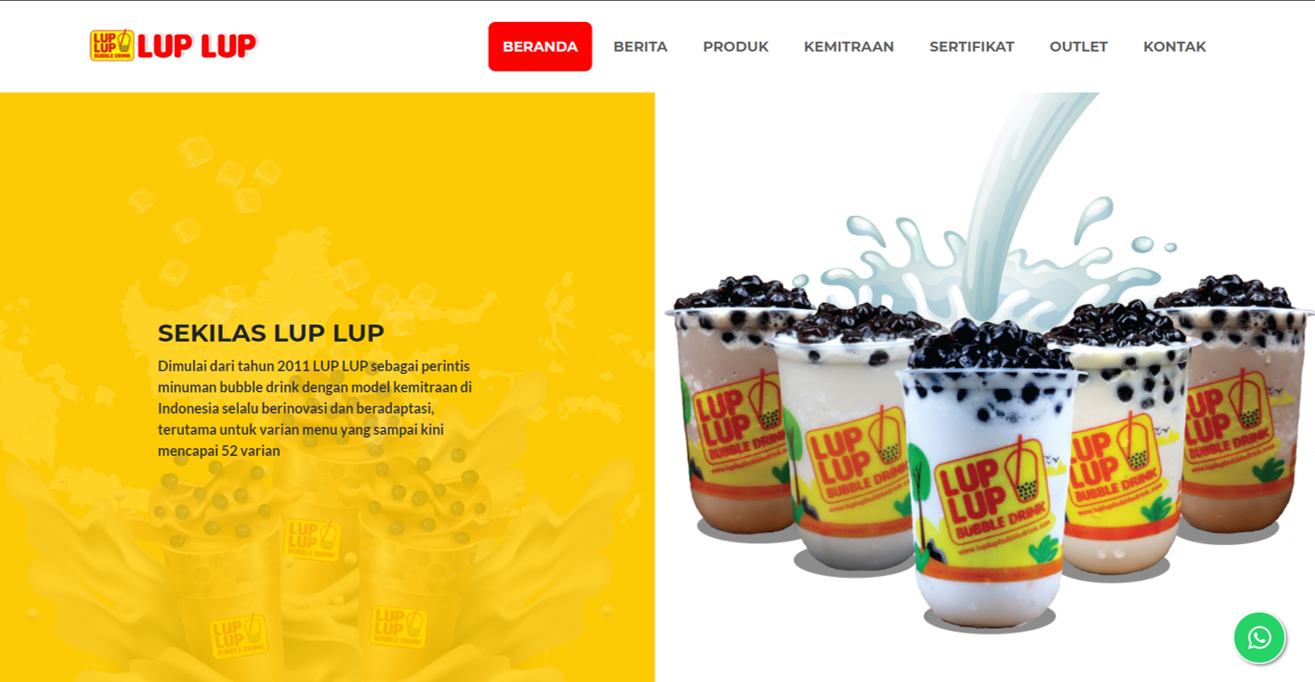 LUP
LUP
BUBBLE DRINK
LUP LUP
BERANDA
BERITA
PRODUK
KEMITRAAN
SERTIFIKAT
OUTLET
KONTAK
SEKILAS LUP LUP
Dimulai dari tahun 2011 LUP LUP sebagai perintis
minuman bubble drink dengan model kemitraan di
Indonesia selalu berinovasi dan beradaptasi,
terutama untuk varian menu yang sampai kini
mencapai 52 varian
LUP
LUP
BUBBLE DRINK
LUP
LUP
BUBBLE DRINK
LUP
LUP
BUBBLE DRINK
LUP
LUP
BUBBLE DRINK
LUP
LUP
BUBBLE DRINK
LUP
LUP
BUBBLE DRINK
www.luplupbubbledrink.com
LUP
LUP
BUBBLE DRINK
LUP
LUP
BUBBLE DRINK